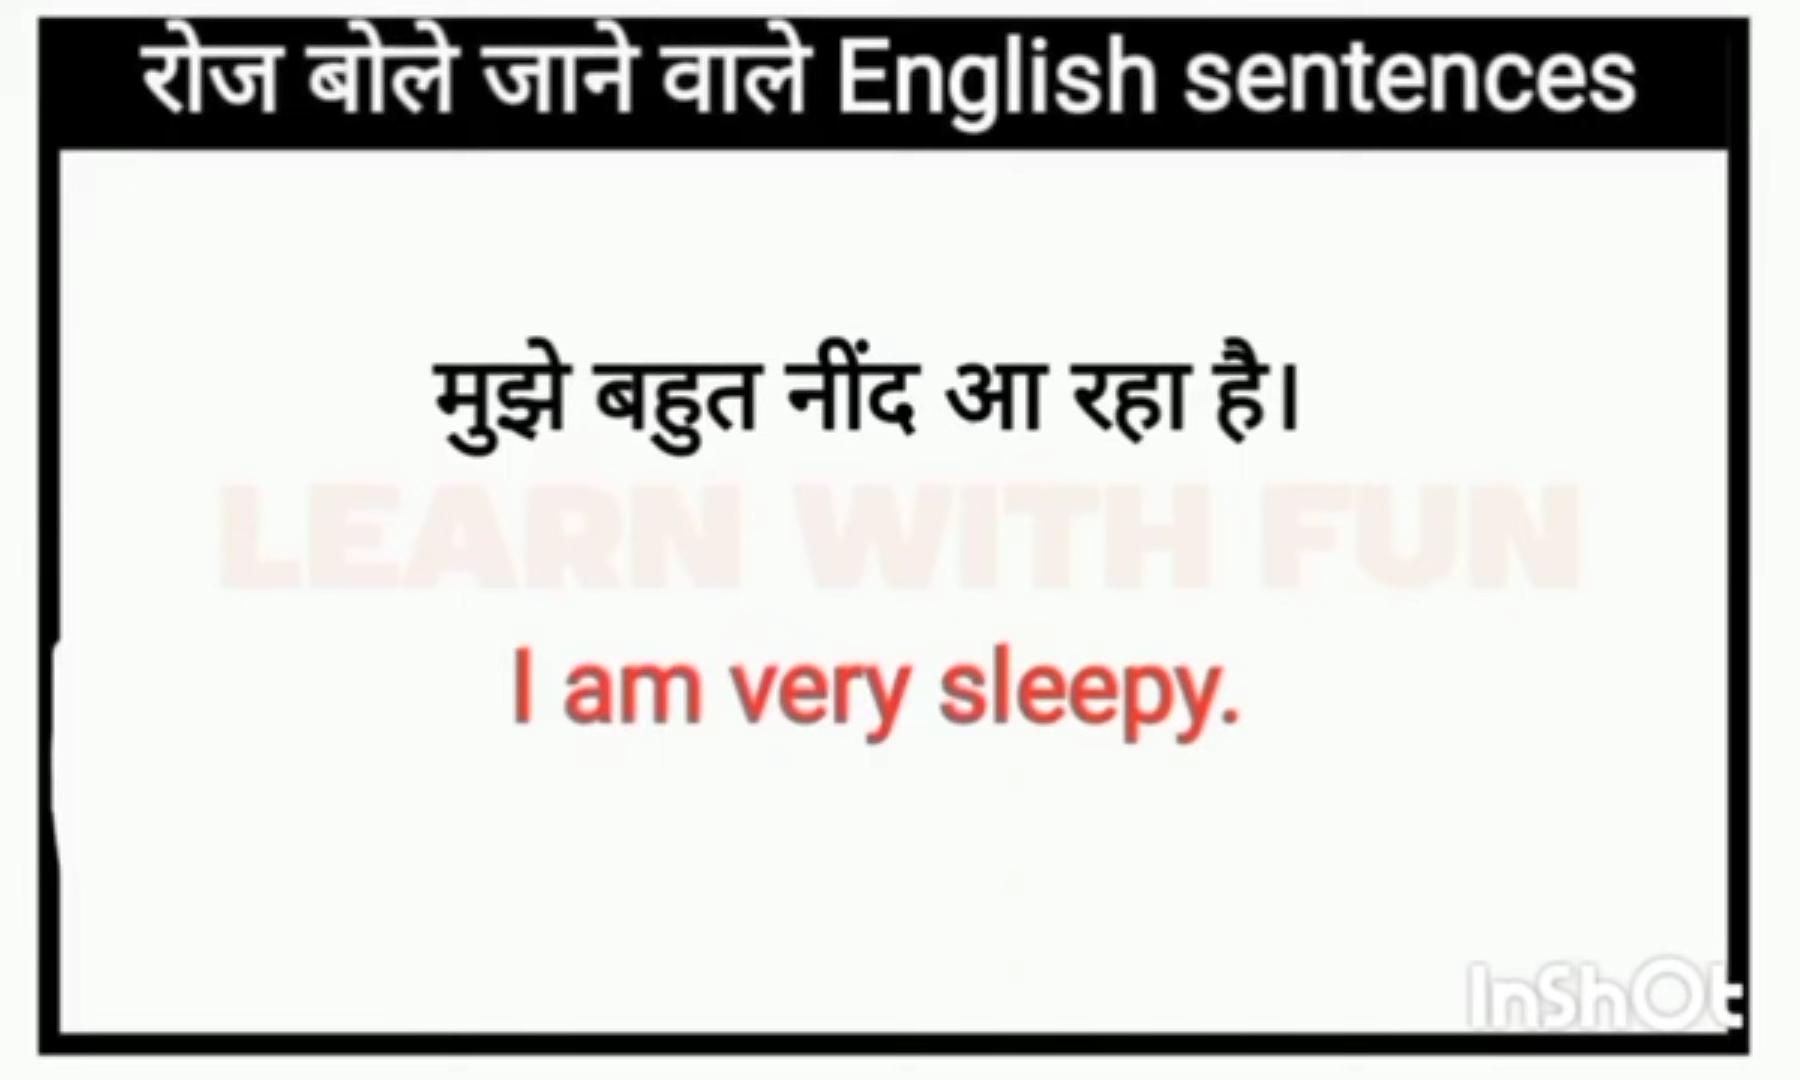 रोज बोले जाने वाले English sentences
मुझे बहुत नींद आ रहा है।
LEARN WITH FUN
I am very sleepy.
InShOt